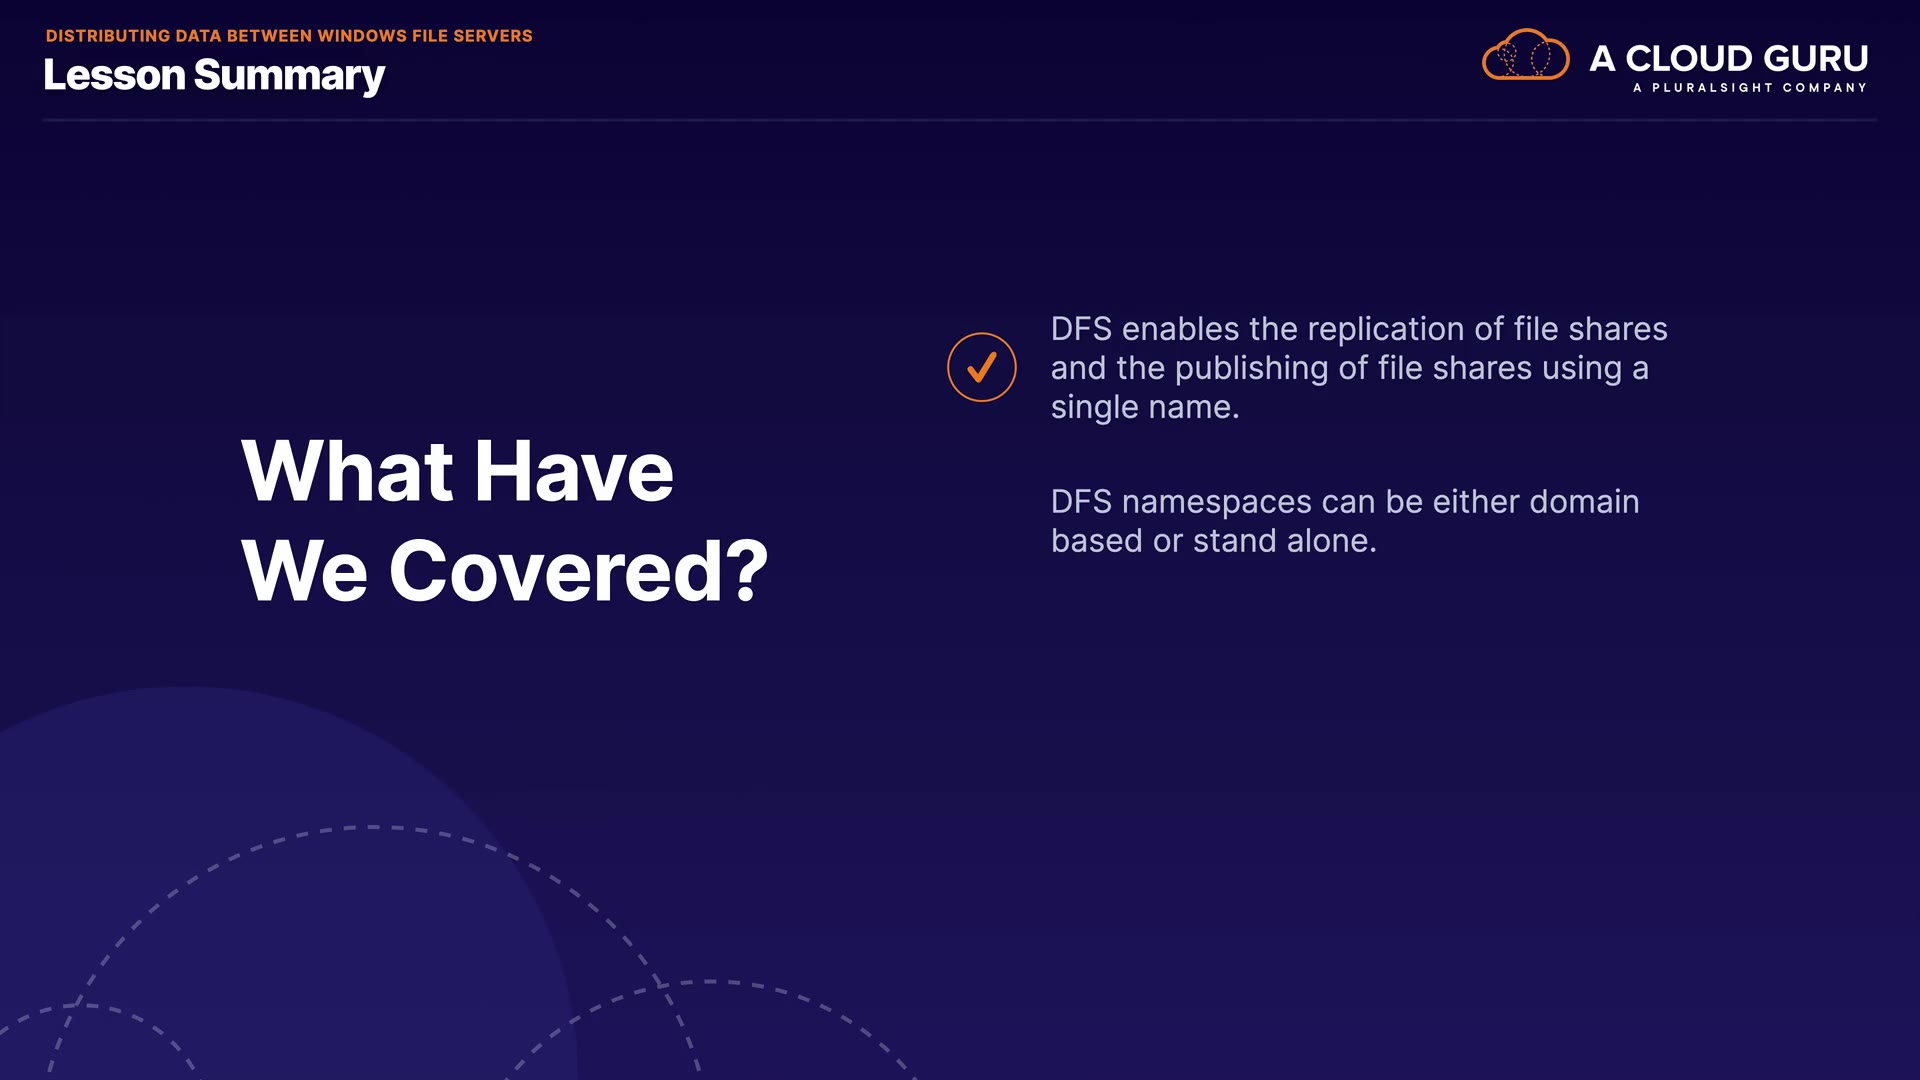 DISTRIBUTING DATA BETWEEN WINDOWS FILE SERVERS
Lesson Summary
A CLOUD GURU
A PLURALSIGHT COMPANY
What Have
We Covered?
DFS enables the replication of file shares
and the publishing of file shares using a
single name.
DFS namespaces can be either domain
based or stand alone.